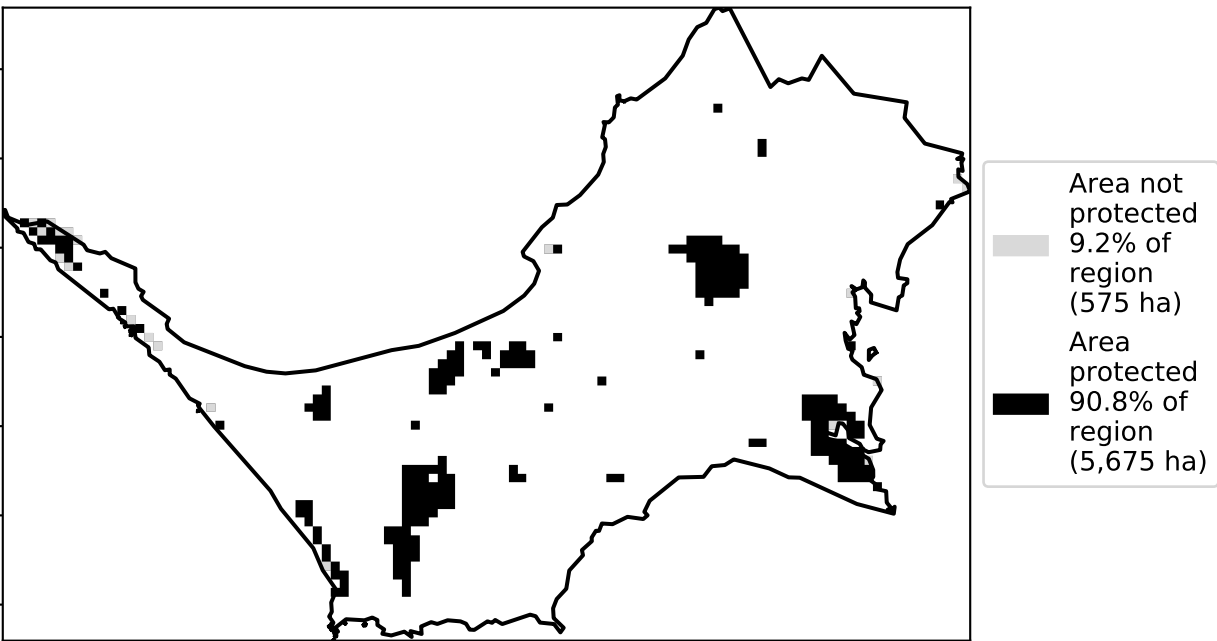 Area not
protected
9.2% of
region
(575 ha)
Area
protected
90.8% of
region
(5,675 ha)